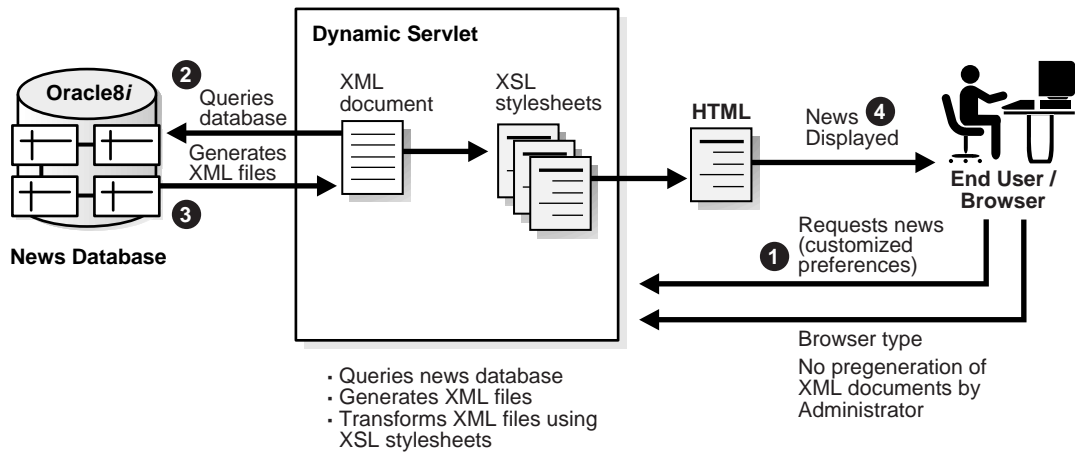 Dynamic Servlet
Oracle8i
2
Queries
database
Generates
XML files
3
News Database
XML
document
XSL
stylesheets
HTML
News 4
Displayed
End User /
Browser
1
Requests news
(customized
preferences)
Browser type
No pregeneration of
XML documents by
Administrator
· Queries news database
· Generates XML files
· Transforms XML files using
XSL stylesheets